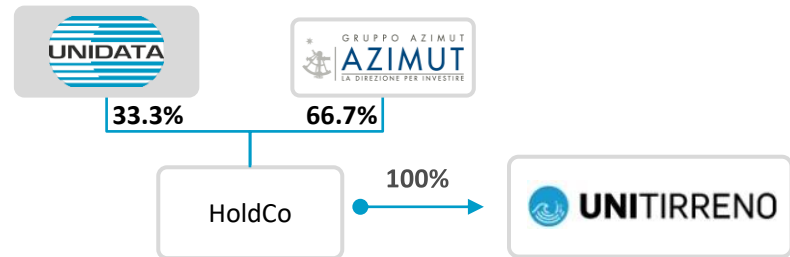 UNIDATA
GRUPPO AZIMUT
AZIMUT
LA DIREZIONE PER INVESTIRE
33.3%
66.7%
HoldCo
100%
UNITIRRENO